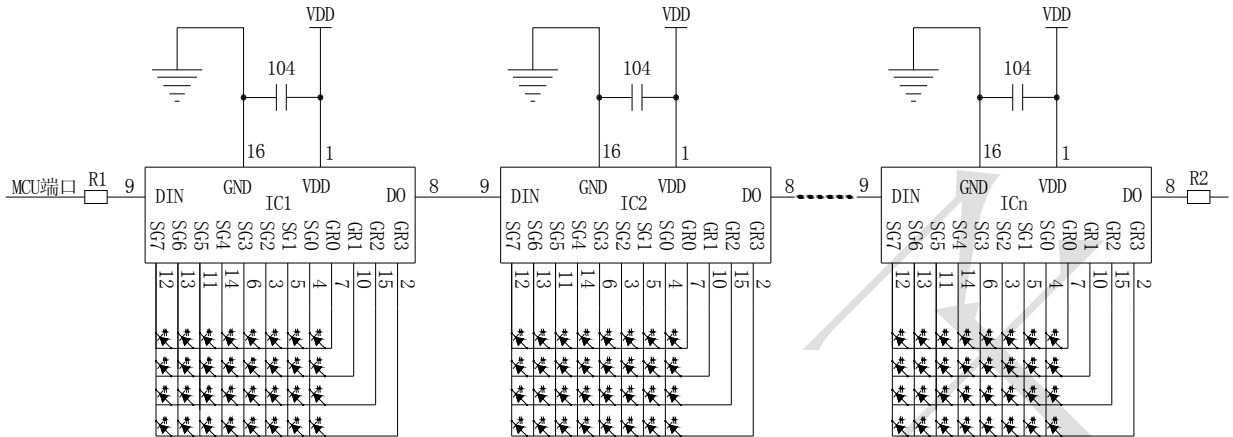 VDD VDD VDD
104 104 104
16 1 16 1 16 1
MCU端口 R1 9 DIN GND VDD DO 8 9 DIN GND VDD DO 8 9 DIN GND VDD DO 8 R2
IC1 IC2 ICn
SG7 SG6 SG5 SG4 SG3 SG2 SG1 SG0 GR0 GR1 GR2 GR3 SG7 SG6 SG5 SG4 SG3 SG2 SG1 SG0 GR0 GR1 GR2 GR3 SG7 SG6 SG5 SG4 SG3 SG2 SG1 SG0 GR0 GR1 GR2 GR3
12 13 11 14 6 3 5 4 7 10 15 2 12 13 11 14 6 3 5 4 7 10 15 2 12 13 11 14 6 3 5 4 7 10 15 2